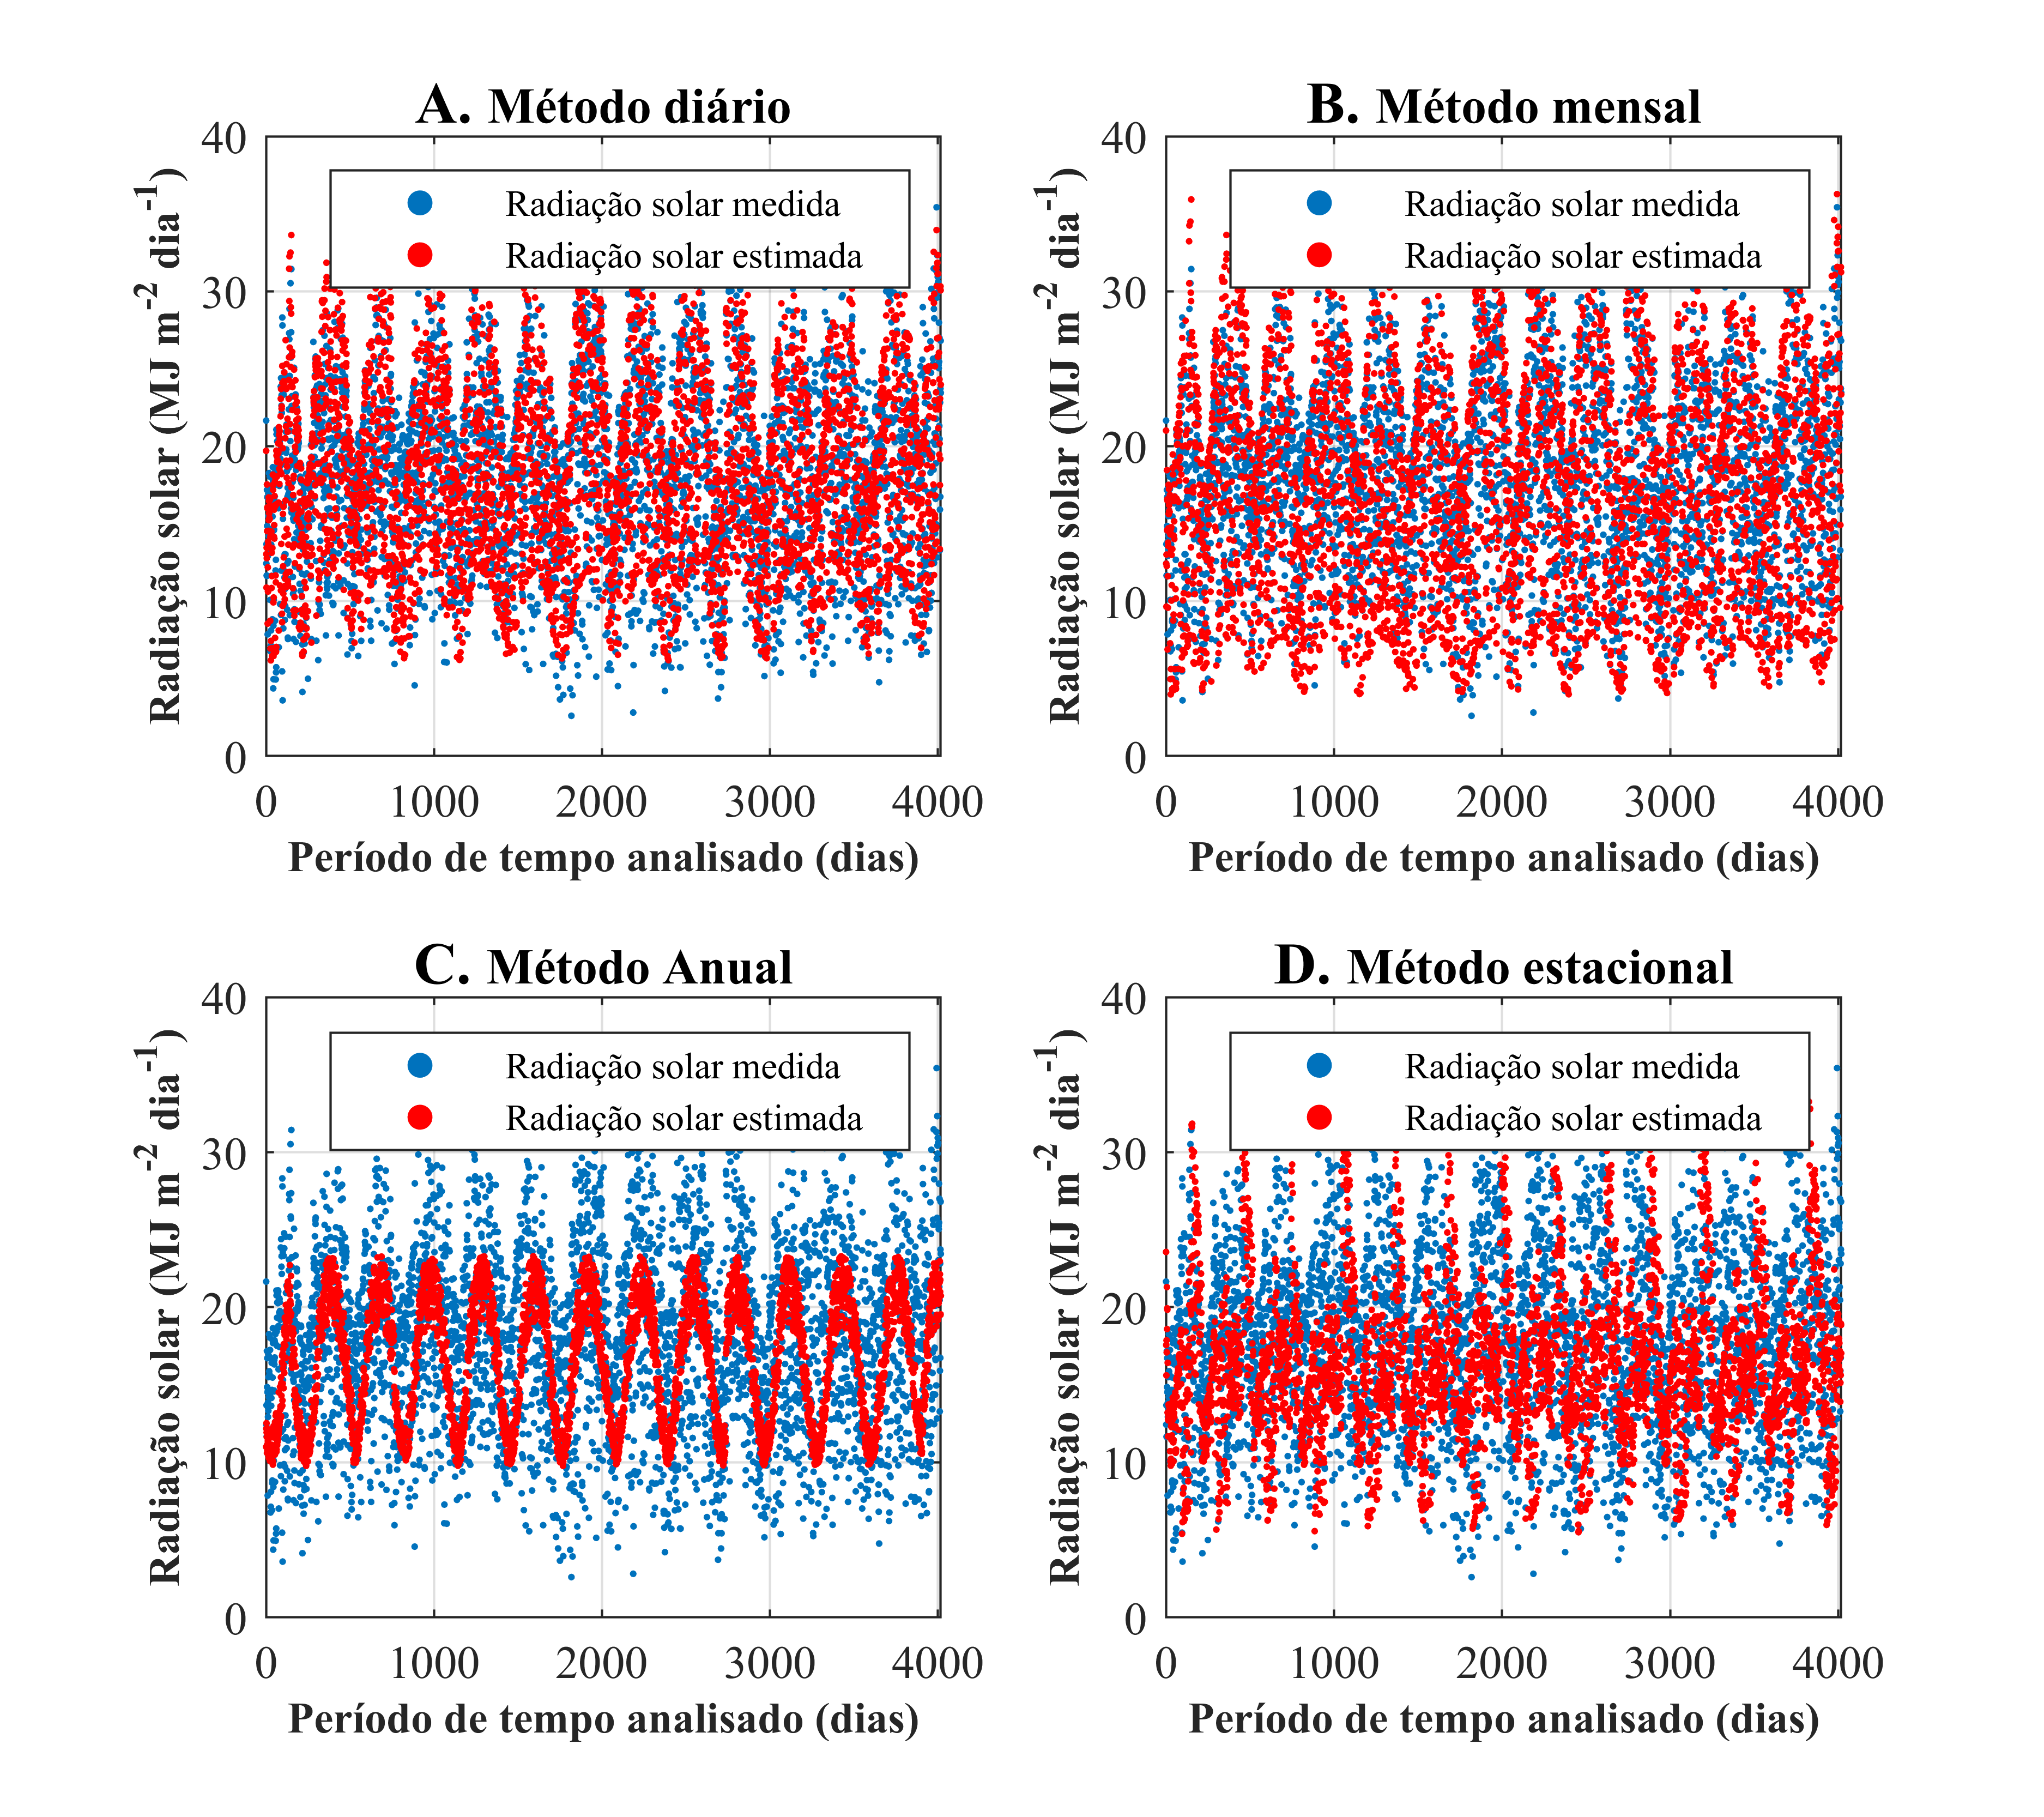 A. Método diário
40
30
20
10
0
Radiação solar (MJ m-2 dia-1)
Radiação solar medida
Radiação solar estimada
0 1000 2000 3000 4000
Período de tempo analisado (dias)
B. Método mensal
40
30
20
10
0
Radiação solar (MJ m-2 dia-1)
Radiação solar medida
Radiação solar estimada
0 1000 2000 3000 4000
Período de tempo analisado (dias)
C. Método Anual
40
30
20
10
0
Radiação solar (MJ m-2 dia-1)
Radiação solar medida
Radiação solar estimada
0 1000 2000 3000 4000
Período de tempo analisado (dias)
D. Método estacional
40
30
20
10
0
Radiação solar (MJ m-2 dia-1)
Radiação solar medida
Radiação solar estimada
0 1000 2000 3000 4000
Período de tempo analisado (dias)